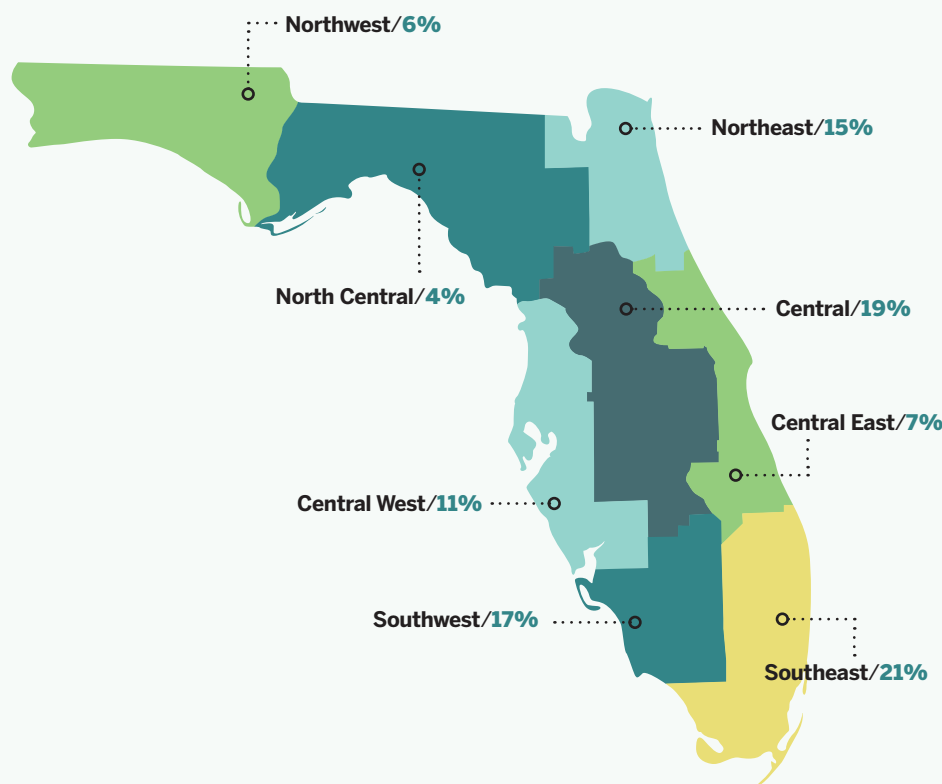 Northwest/6%
Northeast/15%
North Central/4%
Central/19%
Central East/7%
Central West/11%
Southwest/17%
Southeast/21%